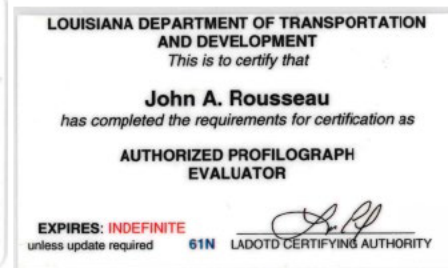 LOUISIANA DEPARTMENT OF TRANSPORTATION
AND DEVELOPMENT
This is to certify that
John A. Rousseau
has completed the requirements for certification as
AUTHORIZED PROFILOGRAPH
EVALUATOR
EXPIRES: INDEFINITE
unless update required 61N LADOTD CERTIFYING AUTHORITY